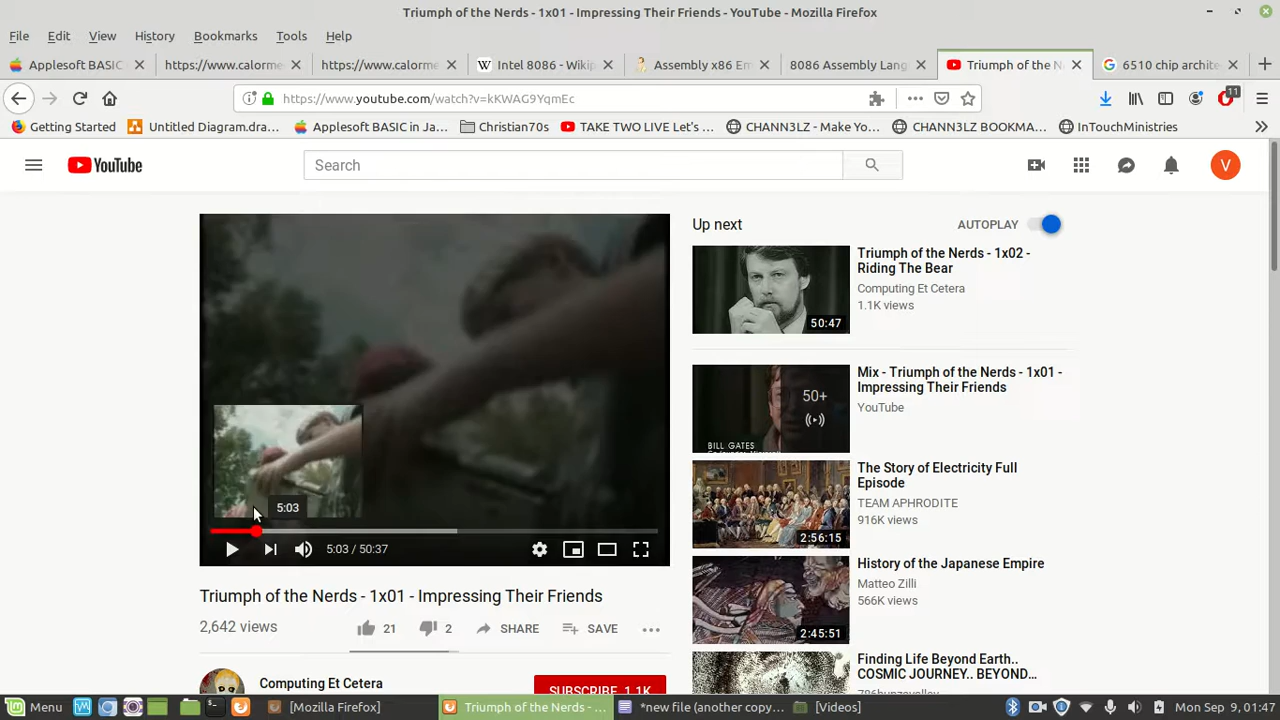 Triumph of the Nerds - 1x01 - Impressing Their Friends - YouTube - Mozilla Firefox
File Edit View History Bookmarks Tools Help
Applesoft BASIC https://www.calorme https://www.calorme Intel 8086 - Wikip Assembly x86 Em 8086 Assembly Lang Triumph of the N 6510 chip archite
https://www.youtube.com/watch?v=kKWAG9YqmEc
11
Getting Started Untitled Diagram.dra... Applesoft BASIC in Ja... Christian70s TAKE TWO LIVE Let's ... CHANN3LZ - Make Yo... CHANN3LZ BOOKMA... InTouchMinistries
YouTube
Search
V
Up next
AUTOPLAY
Triumph of the Nerds - 1x02 -
Riding The Bear
Computing Et Cetera
1.1K views
50:47
Mix - Triumph of the Nerds - 1x01 -
Impressing Their Friends
YouTube
50+
BILL GATES
The Story of Electricity Full
Episode
TEAM APHRODITE
916K views
2:56:15
History of the Japanese Empire
Matteo Zilli
566K views
2:45:51
Finding Life Beyond Earth..
COSMIC JOURNEY.. BEYOND...
5:03
5:03 / 50:37
Triumph of the Nerds - 1x01 - Impressing Their Friends
2,642 views
21 2 SHARE SAVE
Computing Et Cetera
SUBSCRIBE 1.1K
Menu [Mozilla Firefox] Triumph of the Nerds - ... *new file (another copy... [Videos] Mon Sep 9, 01:47